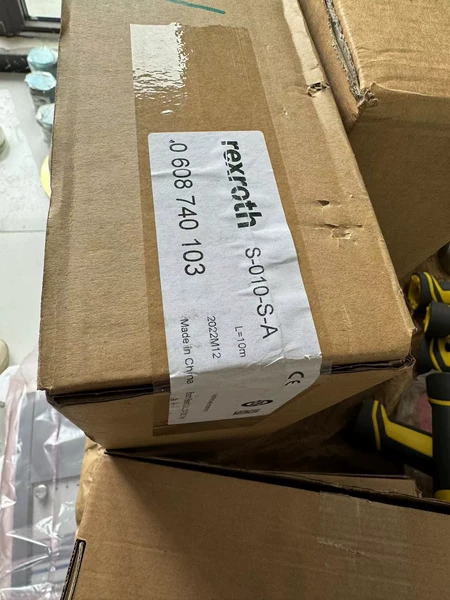 rexroth
.0 608 740 103
S-010-S-A
L=10m
2022M12
Made in China
CE